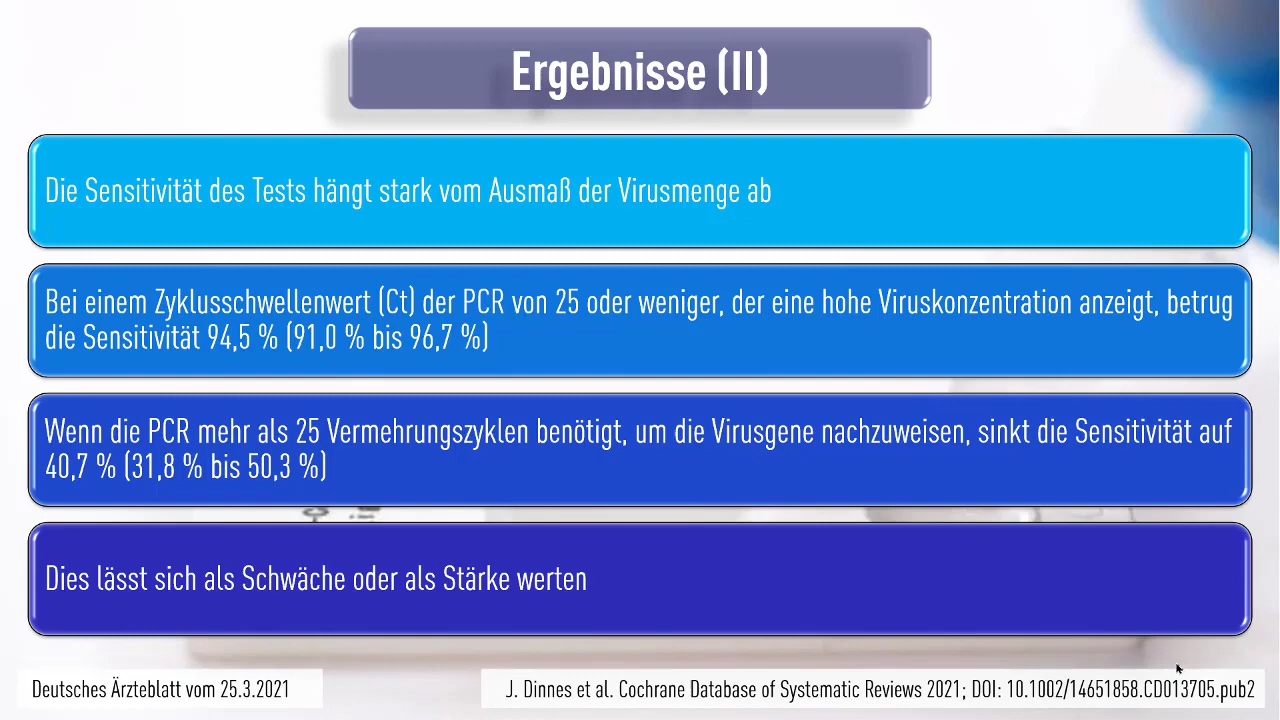 Ergebnisse (II)
Die Sensitivität des Tests hängt stark vom Ausmaß der Virusmenge ab
Bei einem Zyklusschwellenwert (Ct) der PCR von 25 oder weniger, der eine hohe Viruskonzentration anzeigt, betrug
die Sensitivität 94,5 % (91,0 % bis 96,7 %)
Wenn die PCR mehr als 25 Vermehrungszyklen benötigt, um die Virusgene nachzuweisen, sinkt die Sensitivität auf
40,7 % (31,8 % bis 50,3 %)
Dies lässt sich als Schwäche oder als Stärke werten
Deutsches Ärzteblatt vom 25.3.2021
J. Dinnes et al. Cochrane Database of Systematic Reviews 2021; DOI: 10.1002/14651858.CD013705.pub2